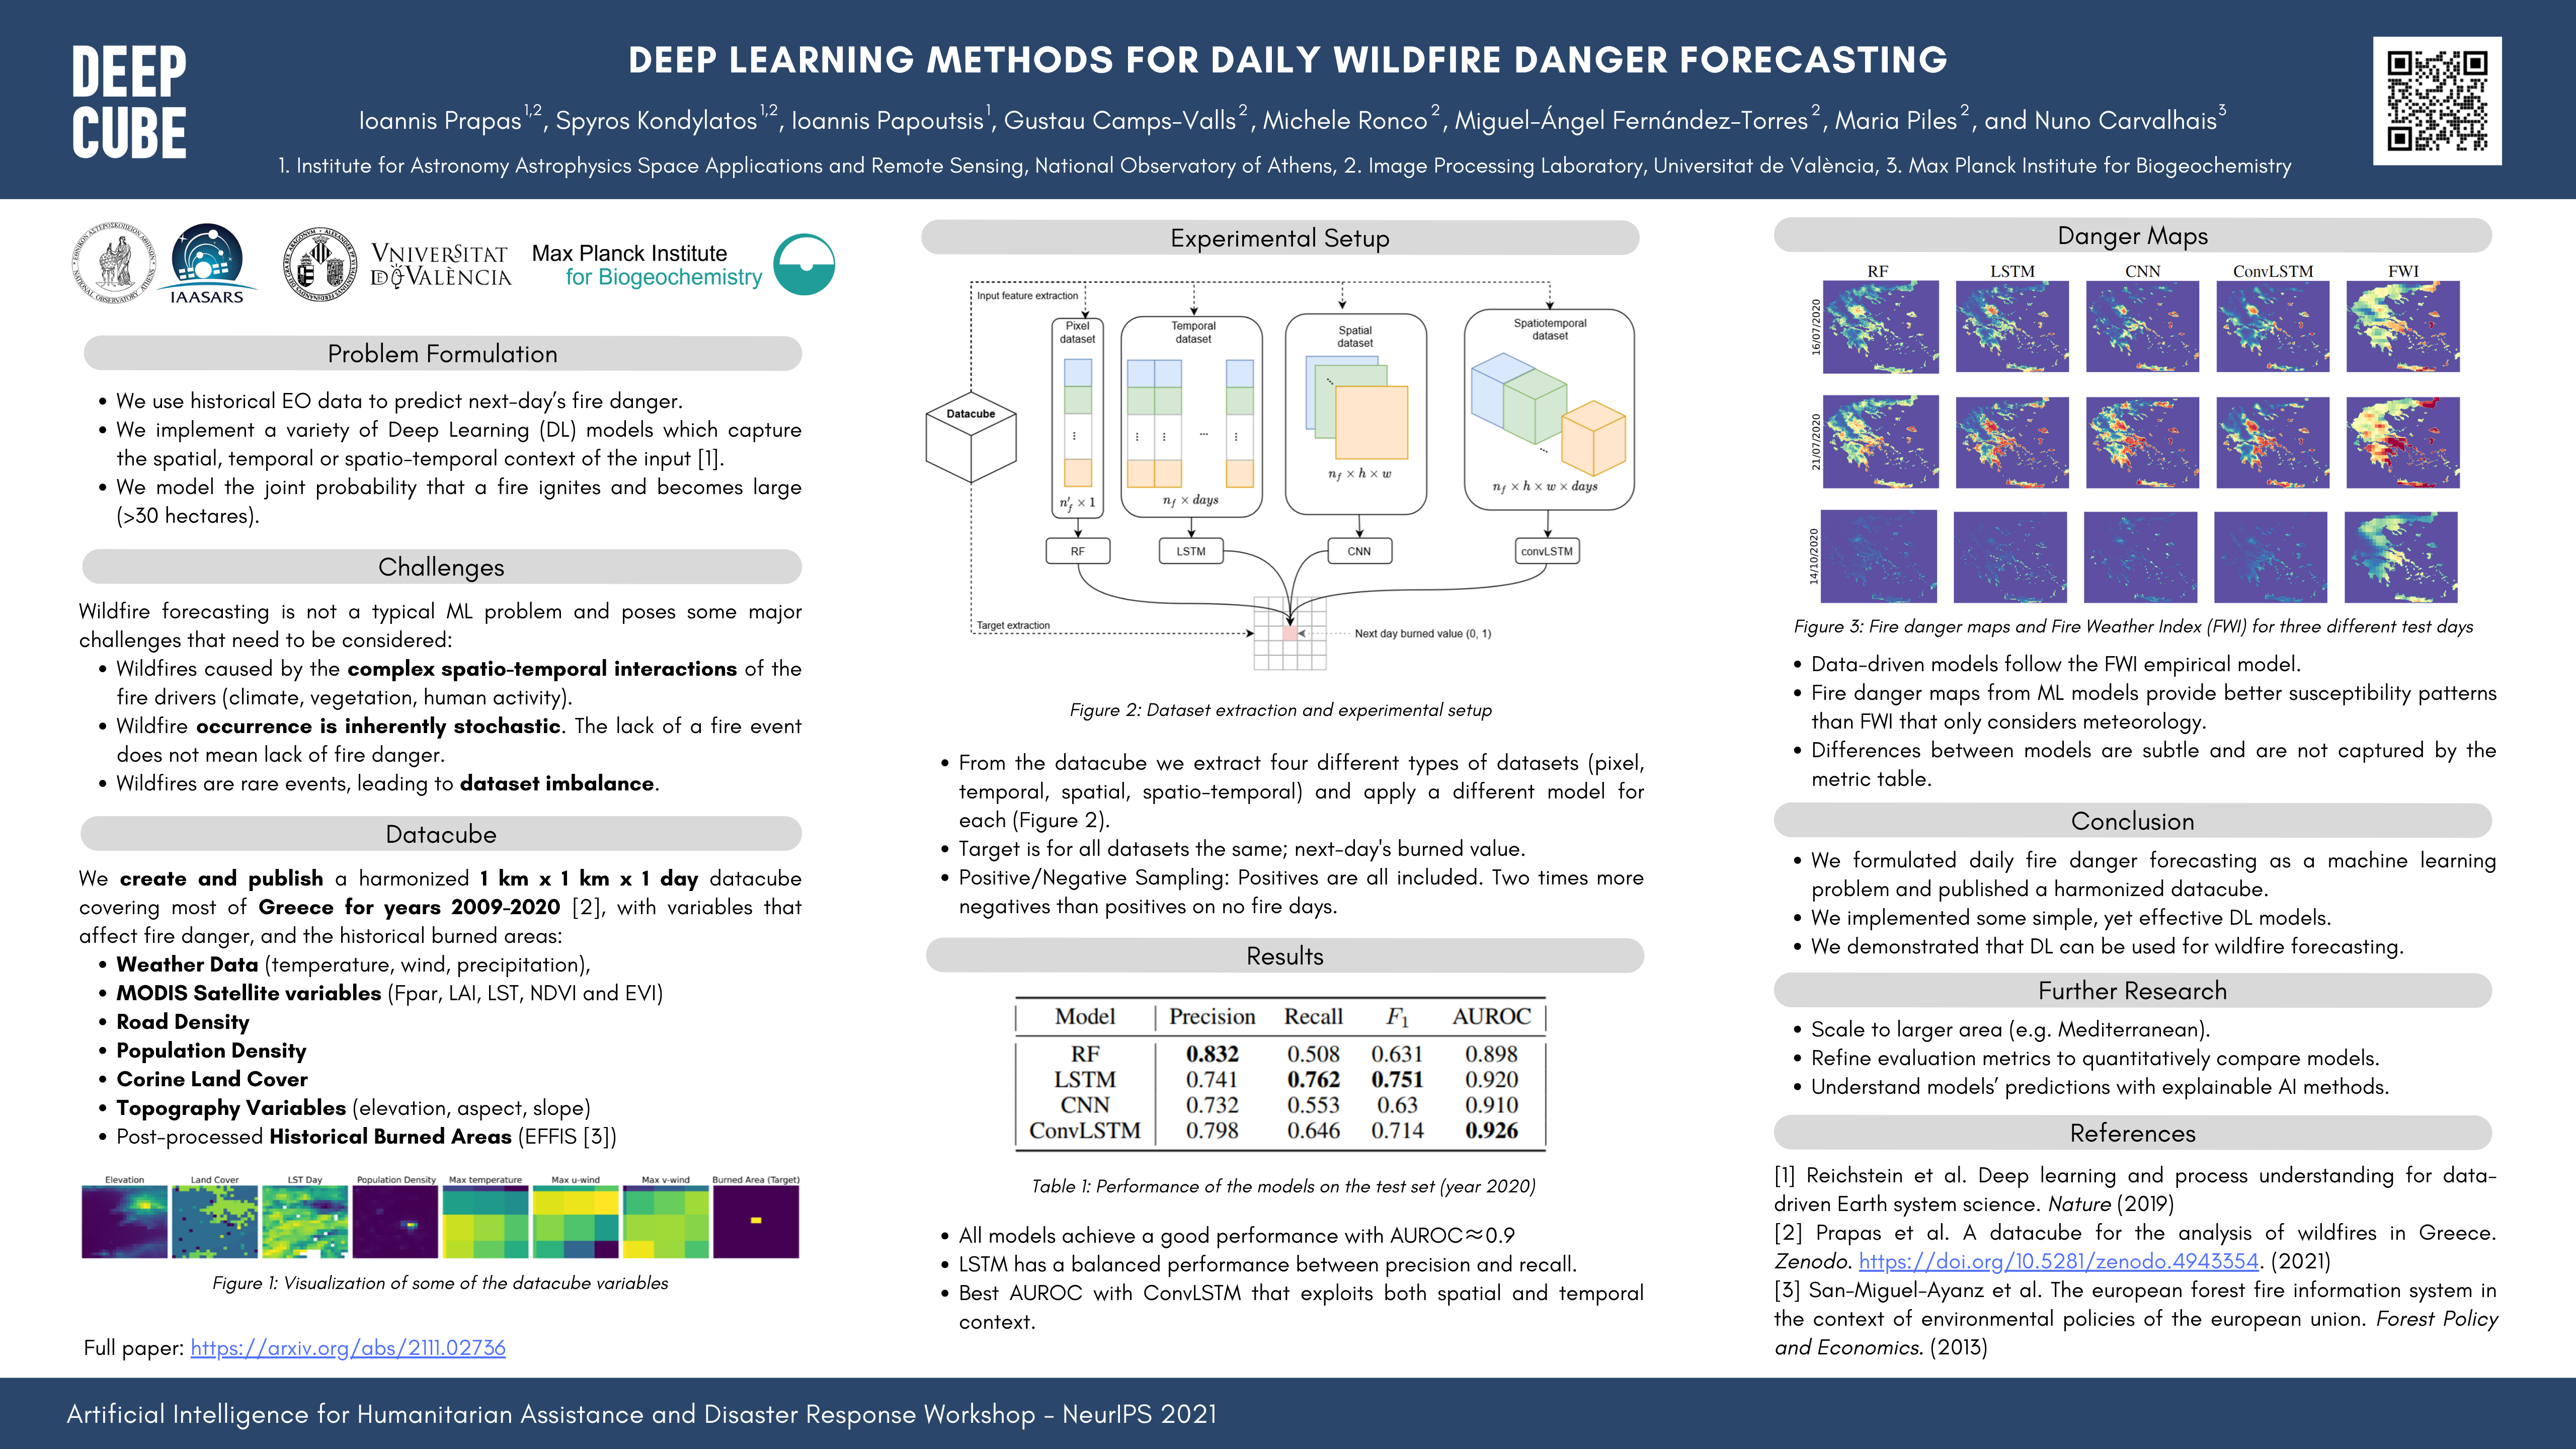 DEEP
CUBE
DEEP LEARNING METHODS FOR DAILY WILDFIRE DANGER FORECASTING
Ioannis Prapas1,2, Spyros Kondylatos1,2, Ioannis Papoutsis1, Gustau Camps-Valls2, Michele Ronco2, Miguel-Ángel Fernández-Torres2, Maria Piles2, and Nuno Carvalhais3
1. Institute for Astronomy Astrophysics Space Applications and Remote Sensing, National Observatory of Athens, 2. Image Processing Laboratory, Universitat de València, 3. Max Planck Institute for Biogeochemistry
IAASARS
VNIVERSITAT
DE VALÈNCIA
Max Planck Institute
for Biogeochemistry
Problem Formulation
• We use historical EO data to predict next-day's fire danger.
• We implement a variety of Deep Learning (DL) models which capture
the spatial, temporal or spatio-temporal context of the input [1].
• We model the joint probability that a fire ignites and becomes large
(>30 hectares).
Challenges
Wildfire forecasting is not a typical ML problem and poses some major
challenges that need to be considered:
• Wildfires caused by the complex spatio-temporal interactions of the
fire drivers (climate, vegetation, human activity).
• Wildfire occurrence is inherently stochastic. The lack of a fire event
does not mean lack of fire danger.
• Wildfires are rare events, leading to dataset imbalance.
Datacube
We create and publish a harmonized 1 km x 1 km x 1 day datacube
covering most of Greece for years 2009-2020 [2], with variables that
affect fire danger, and the historical burned areas:
• Weather Data (temperature, wind, precipitation),
• MODIS Satellite variables (Fpar, LAI, LST, NDVI and EVI)
• Road Density
• Population Density
• Corine Land Cover
• Topography Variables (elevation, aspect, slope)
• Post-processed Historical Burned Areas (EFFIS [3])
Elevation Land Cover LST Day Population Density Max temperature Max u-wind Max v-wind Burned Area (Target)
Figure 1: Visualization of some of the datacube variables
Full paper: https://arxiv.org/abs/2111.02736
Experimental Setup
Input feature extraction
Pixel
dataset
Temporal
dataset
Spatial
dataset
Spatiotemporal
dataset
Datacube
n'f × 1
nf × days
nf × h × w
nf × h × w × days
RF
LSTM
CNN
convLSTM
Target extraction
Next day burned value (0, 1)
Figure 2: Dataset extraction and experimental setup
• From the datacube we extract four different types of datasets (pixel,
temporal, spatial, spatio-temporal) and apply a different model for
each (Figure 2).
• Target is for all datasets the same; next-day's burned value.
• Positive/Negative Sampling: Positives are all included. Two times more
negatives than positives on no fire days.
Results
Model Precision Recall F1 AUROC
RF 0.832 0.508 0.631 0.898
LSTM 0.741 0.762 0.751 0.920
CNN 0.732 0.553 0.63 0.910
ConvLSTM 0.798 0.646 0.714 0.926
Table 1: Performance of the models on the test set (year 2020)
• All models achieve a good performance with AUROC≈0.9
• LSTM has a balanced performance between precision and recall.
• Best AUROC with ConvLSTM that exploits both spatial and temporal
context.
Danger Maps
RF LSTM CNN ConvLSTM FWI
16/07/2020
21/07/2020
14/10/2020
Figure 3: Fire danger maps and Fire Weather Index (FWI) for three different test days
• Data-driven models follow the FWI empirical model.
• Fire danger maps from ML models provide better susceptibility patterns
than FWI that only considers meteorology.
• Differences between models are subtle and are not captured by the
metric table.
Conclusion
• We formulated daily fire danger forecasting as a machine learning
problem and published a harmonized datacube.
• We implemented some simple, yet effective DL models.
• We demonstrated that DL can be used for wildfire forecasting.
Further Research
• Scale to larger area (e.g. Mediterranean).
• Refine evaluation metrics to quantitatively compare models.
• Understand models' predictions with explainable AI methods.
References
[1] Reichstein et al. Deep learning and process understanding for data-
driven Earth system science. Nature (2019)
[2] Prapas et al. A datacube for the analysis of wildfires in Greece.
Zenodo. https://doi.org/10.5281/zenodo.4943354. (2021)
[3] San-Miguel-Ayanz et al. The european forest fire information system in
the context of environmental policies of the european union. Forest Policy
and Economics. (2013)
Artificial Intelligence for Humanitarian Assistance and Disaster Response Workshop - NeurIPS 2021